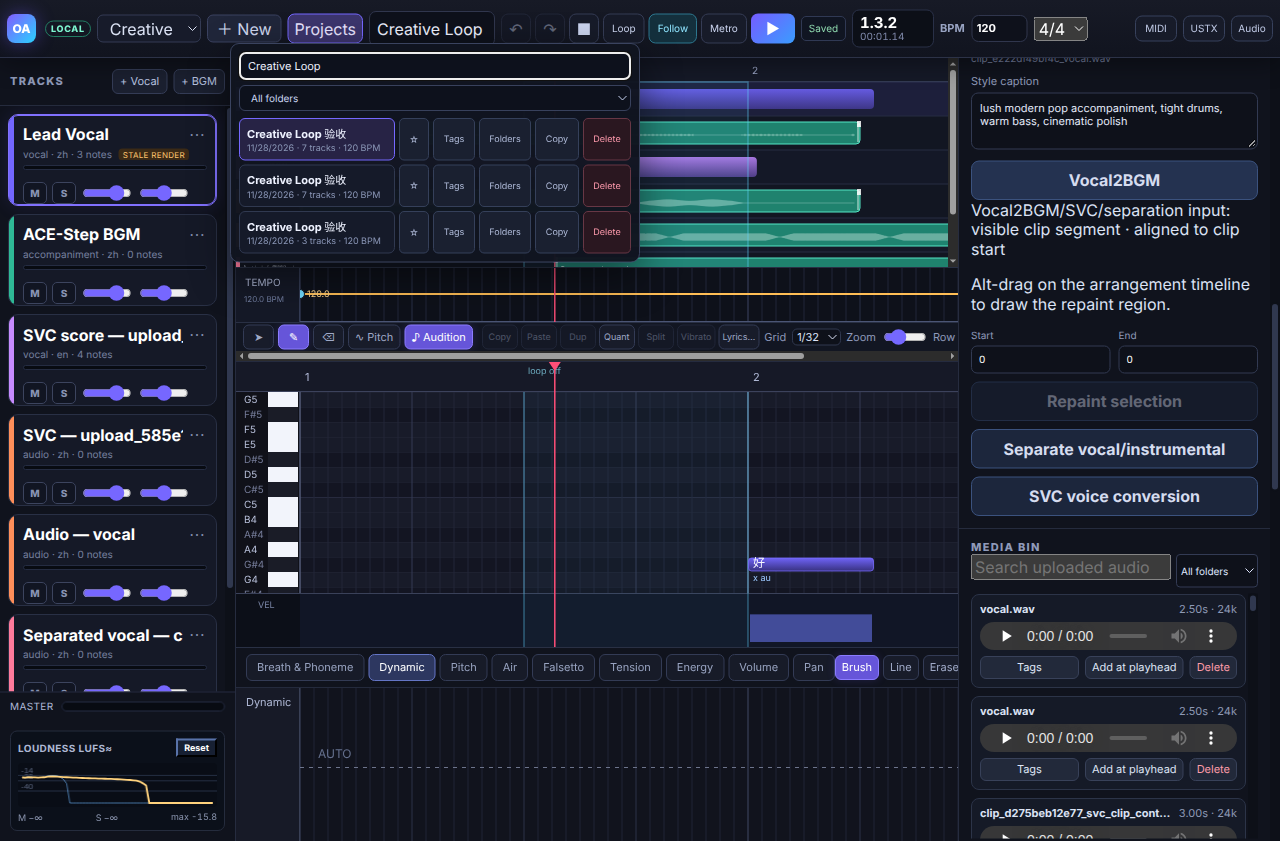 OA LOCAL Creative + New Projects Creative Loop Loop Follow Metro Saved 1.3.2 BPM 120 4/4 MIDI USTX Audio
00:01.14
TRACKS + Vocal + BGM
Lead Vocal
vocal · zh · 3 notes STALE RENDER
M S
ACE-Step BGM
accompaniment · zh · 0 notes
M S
SVC score — upload_
vocal · en · 4 notes
M S
SVC — upload_585e
audio · zh · 0 notes
M S
Audio — vocal
audio · zh · 0 notes
M S
Separated vocal — c
audio · zh · 0 notes
M S
MASTER
LOUDNESS LUFS≈ Reset
-14
-40
M -∞ S -∞ max -15.8
Creative Loop
All folders
Creative Loop 验收
11/28/2026 · 7 tracks · 120 BPM
☆ Tags Folders Copy Delete
Creative Loop 验收
11/28/2026 · 7 tracks · 120 BPM
☆ Tags Folders Copy Delete
Creative Loop 验收
11/28/2026 · 3 tracks · 120 BPM
☆ Tags Folders Copy Delete
2
TEMPO
120.0 BPM
120.0
Pitch Audition Copy Paste Dup Quant Split Vibrato Lyrics... Grid 1/32 Zoom Row
1 loop off 2
G5
F#5
F5
E5
D#5
D5
C#5
C5
B4
A#4
A4
G#4 好
G4 x au
VEL
Breath & Phoneme Dynamic Pitch Air Falsetto Tension Energy Volume Pan Brush Line Erase
Dynamic
AUTO
Style caption
lush modern pop accompaniment, tight drums,
warm bass, cinematic polish
Vocal2BGM
Vocal2BGM/SVC/separation input:
visible clip segment · aligned to clip
start
Alt-drag on the arrangement timeline
to draw the repaint region.
Start End
0 0
Repaint selection
Separate vocal/instrumental
SVC voice conversion
MEDIA BIN
Search uploaded audio All folders
vocal.wav 2.50s · 24k
0:00 / 0:00
Tags Add at playhead Delete
vocal.wav 2.50s · 24k
0:00 / 0:00
Tags Add at playhead Delete
clip_d275beb12e77_svc_clip_cont... 3.00s · 24k